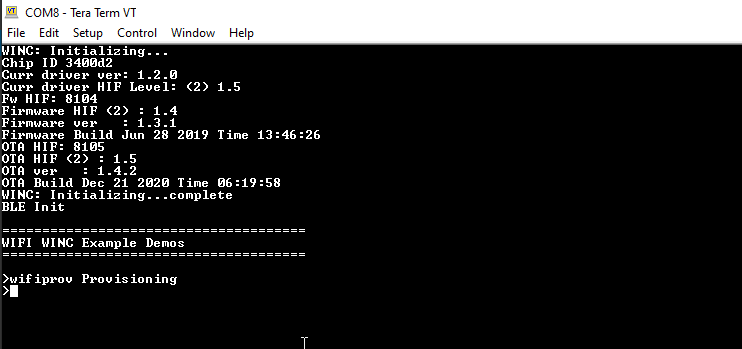 COM8 - Tera Term VT
File Edit Setup Control Window Help
WINC: Initializing...
Chip ID 3400d2
Curr driver ver: 1.2.0
Curr driver HIF Level: (2) 1.5
Fw HIF: 8104
Firmware HIF (2) : 1.4
Firmware ver   : 1.3.1
Firmware Build Jun 28 2019 Time 13:46:26
OTA HIF: 8105
OTA HIF (2) : 1.5
OTA ver   : 1.4.2
OTA Build Dec 21 2020 Time 06:19:58
WINC: Initializing...complete
BLE Init
========================================
WIFI WINC Example Demos
========================================
>wifiprov Provisioning
>